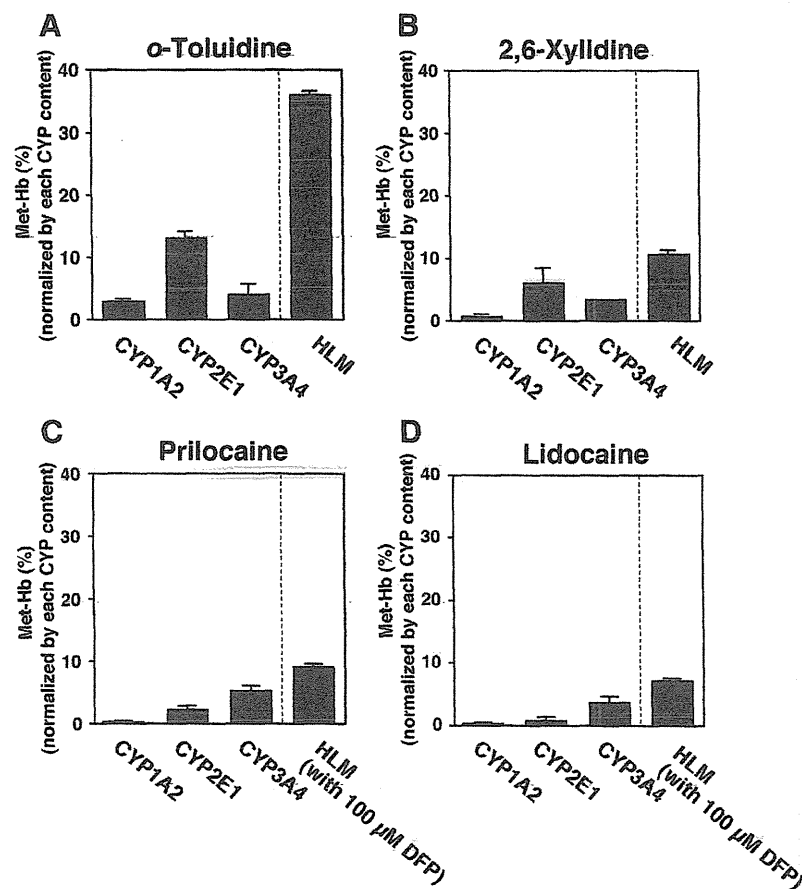 A
o-Toluidine
Met-Hb (%)
(normalized by each CYP content)
40
30
20
10
0
CYP1A2
CYP2E1
CYP3A4
HLM
B
2,6-Xylidine
Met-Hb (%)
(normalized by each CYP content)
40
30
20
10
0
CYP1A2
CYP2E1
CYP3A4
HLM
C
Prilocaine
Met-Hb (%)
(normalized by each CYP content)
40
30
20
10
0
CYP1A2
CYP2E1
CYP3A4
HLM
(with 100 µM DFP)
D
Lidocaine
Met-Hb (%)
(normalized by each CYP content)
40
30
20
10
0
CYP1A2
CYP2E1
CYP3A4
HLM
(with 100 µM DFP)